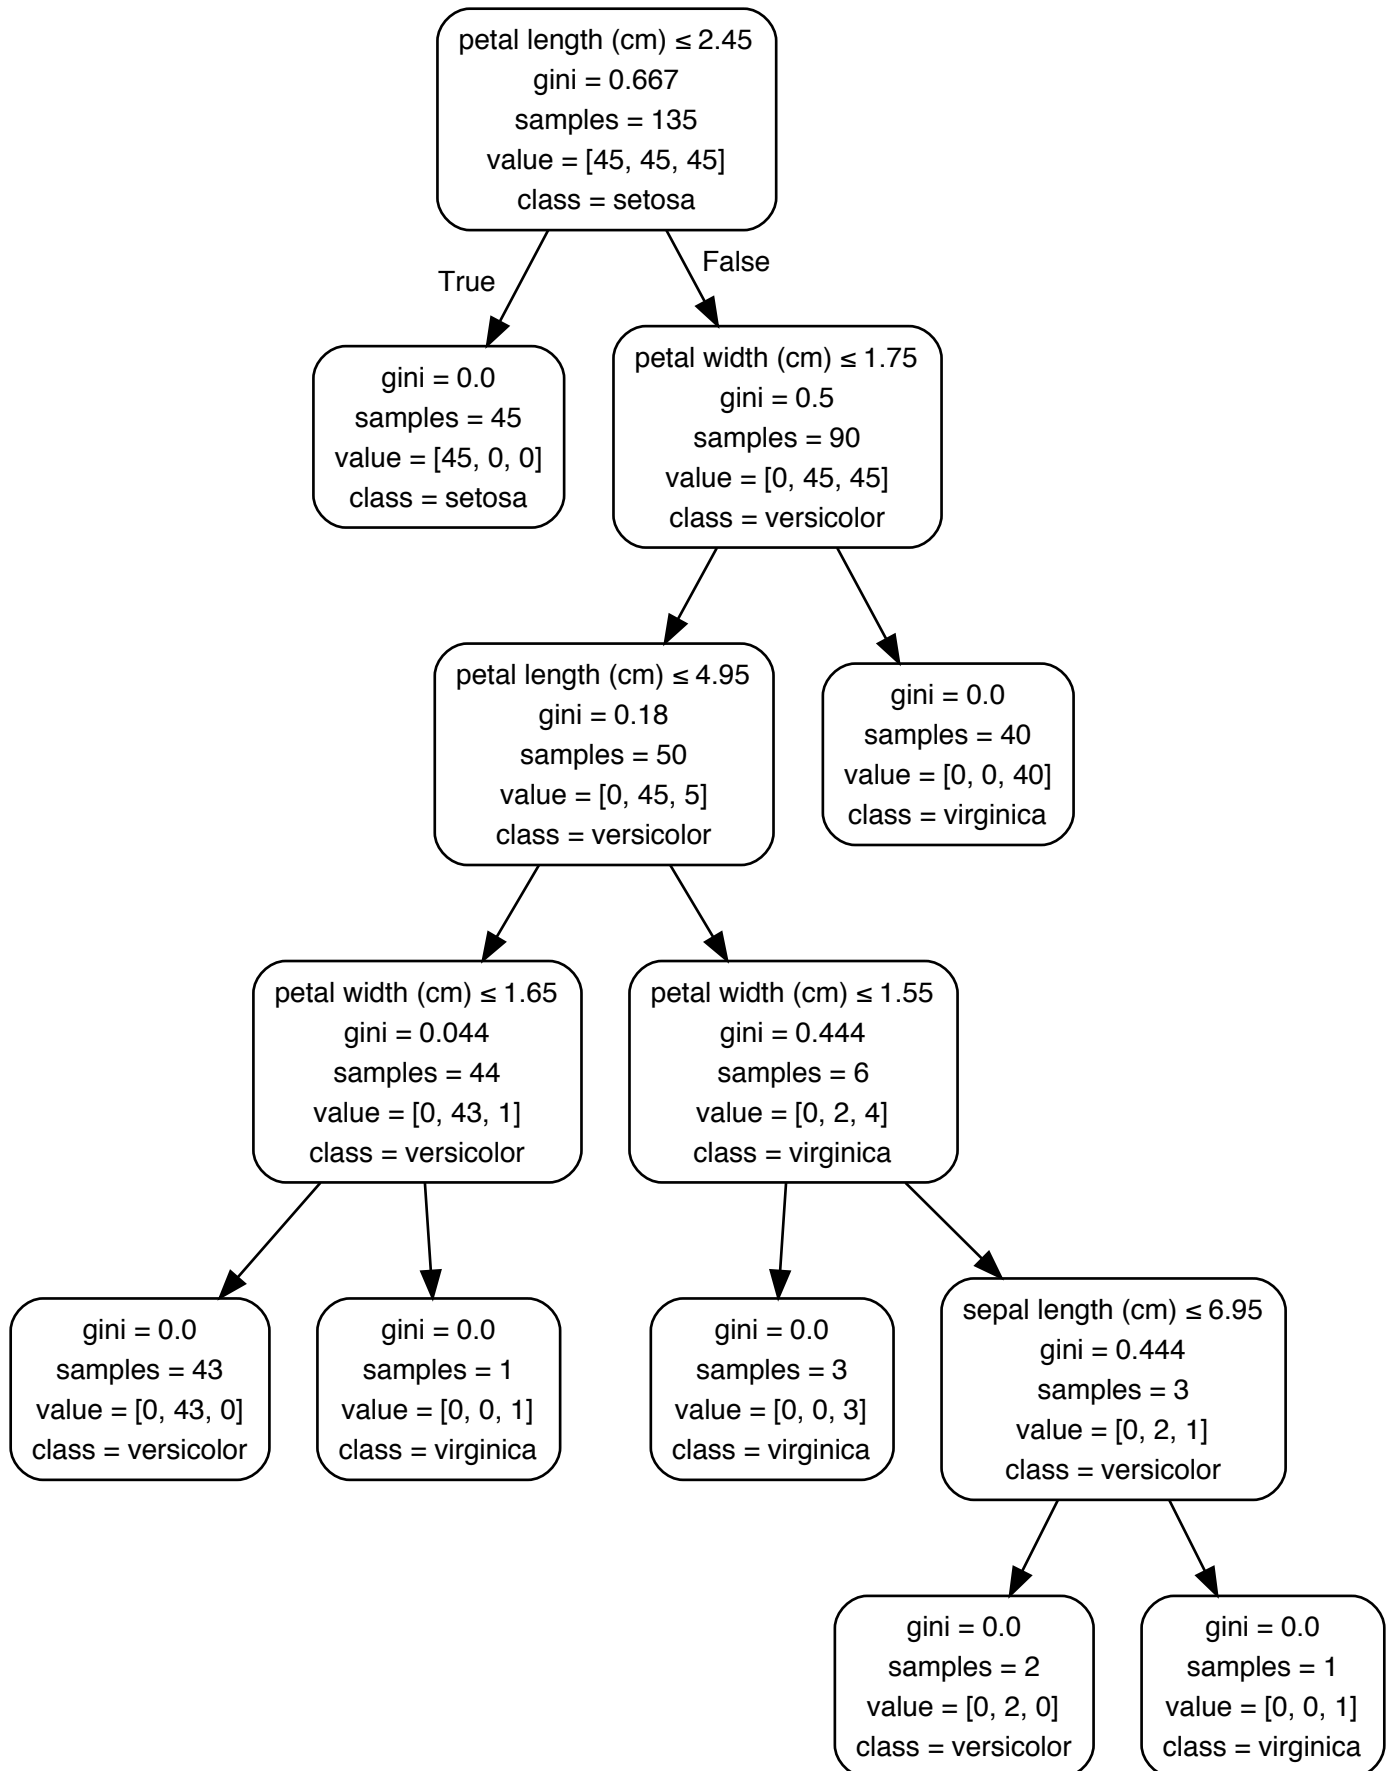 petal length (cm) ≤ 2.45
gini = 0.667
samples = 135
value = [45, 45, 45]
class = setosa
True
False
gini = 0.0
samples = 45
value = [45, 0, 0]
class = setosa
petal width (cm) ≤ 1.75
gini = 0.5
samples = 90
value = [0, 45, 45]
class = versicolor
petal length (cm) ≤ 4.95
gini = 0.18
samples = 50
value = [0, 45, 5]
class = versicolor
gini = 0.0
samples = 40
value = [0, 0, 40]
class = virginica
petal width (cm) ≤ 1.65
gini = 0.044
samples = 44
value = [0, 43, 1]
class = versicolor
petal width (cm) ≤ 1.55
gini = 0.444
samples = 6
value = [0, 2, 4]
class = virginica
gini = 0.0
samples = 43
value = [0, 43, 0]
class = versicolor
gini = 0.0
samples = 1
value = [0, 0, 1]
class = virginica
gini = 0.0
samples = 3
value = [0, 0, 3]
class = virginica
sepal length (cm) ≤ 6.95
gini = 0.444
samples = 3
value = [0, 2, 1]
class = versicolor
gini = 0.0
samples = 2
value = [0, 2, 0]
class = versicolor
gini = 0.0
samples = 1
value = [0, 0, 1]
class = virginica